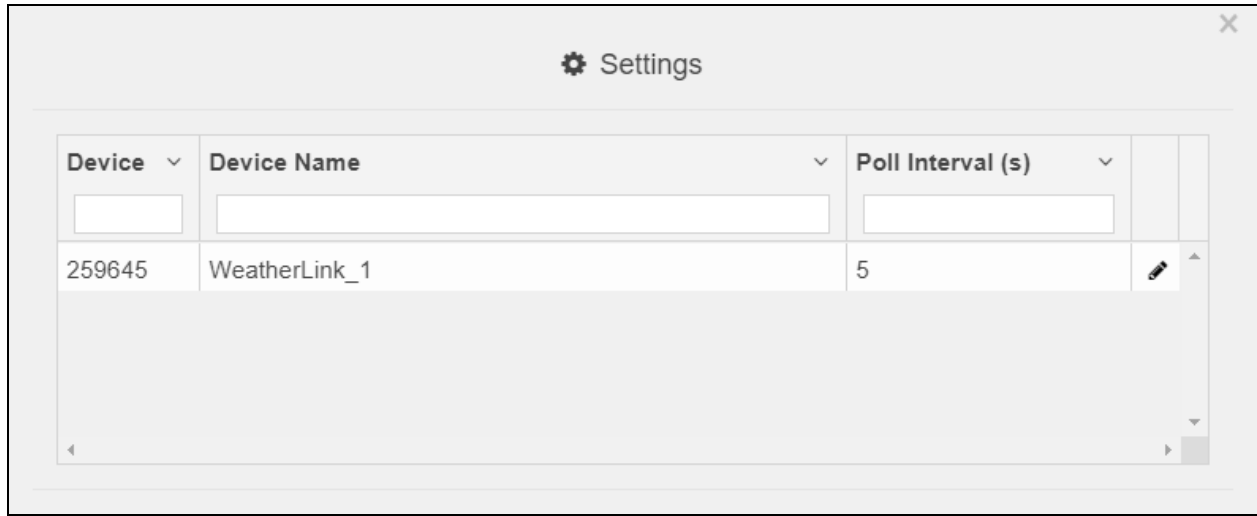 Settings
Device Device Name Poll Interval (s)
259645 WeatherLink_1 5